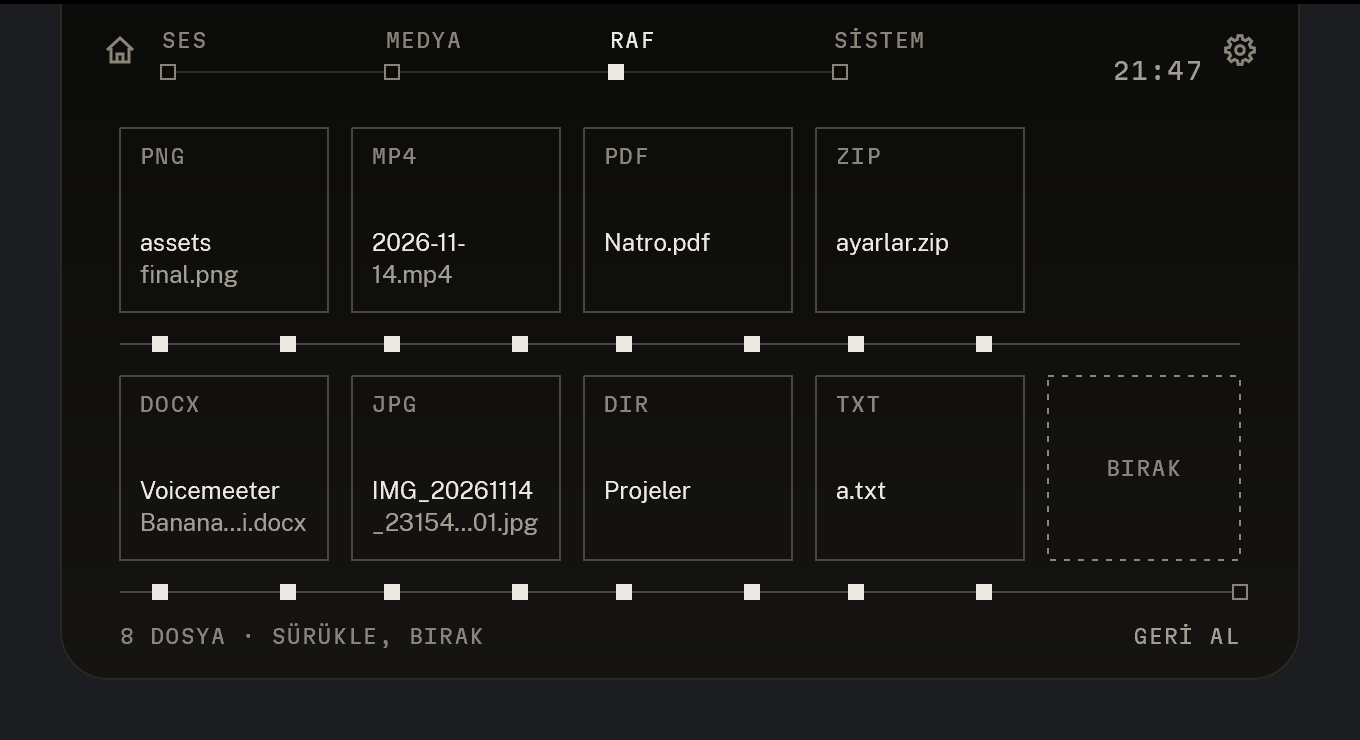 SES
MEDYA
RAF
SİSTEM
21:47
PNG
assets
final.png
MP4
2026-11-
14.mp4
PDF
Natro.pdf
ZIP
ayarlar.zip
DOCX
Voicemeeter
Banana...i.docx
JPG
IMG_20261114
_23154...01.jpg
DIR
Projeler
TXT
a.txt
BIRAK
8 DOSYA · SÜRÜKLE, BIRAK
GERİ AL